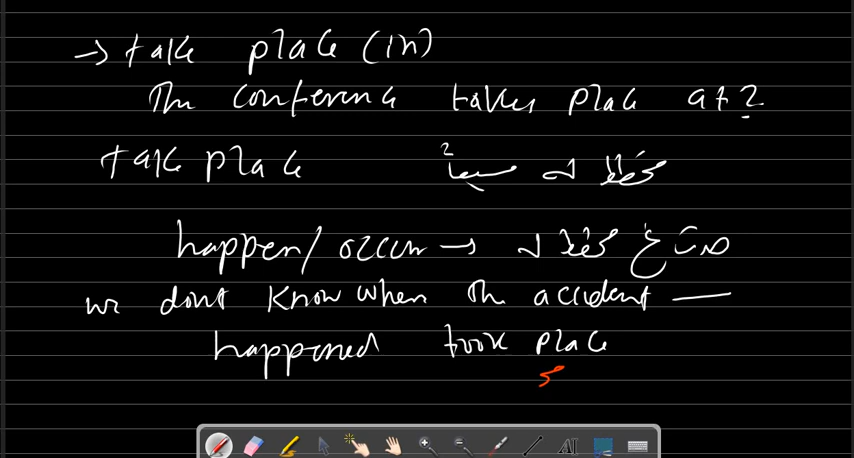 → take place (in)
The conference takes place at ?
take place مخطط له مسبقاً ?
happen / occur → حدث غير مخطط له
we dont know when the accident —
happened took place
AI